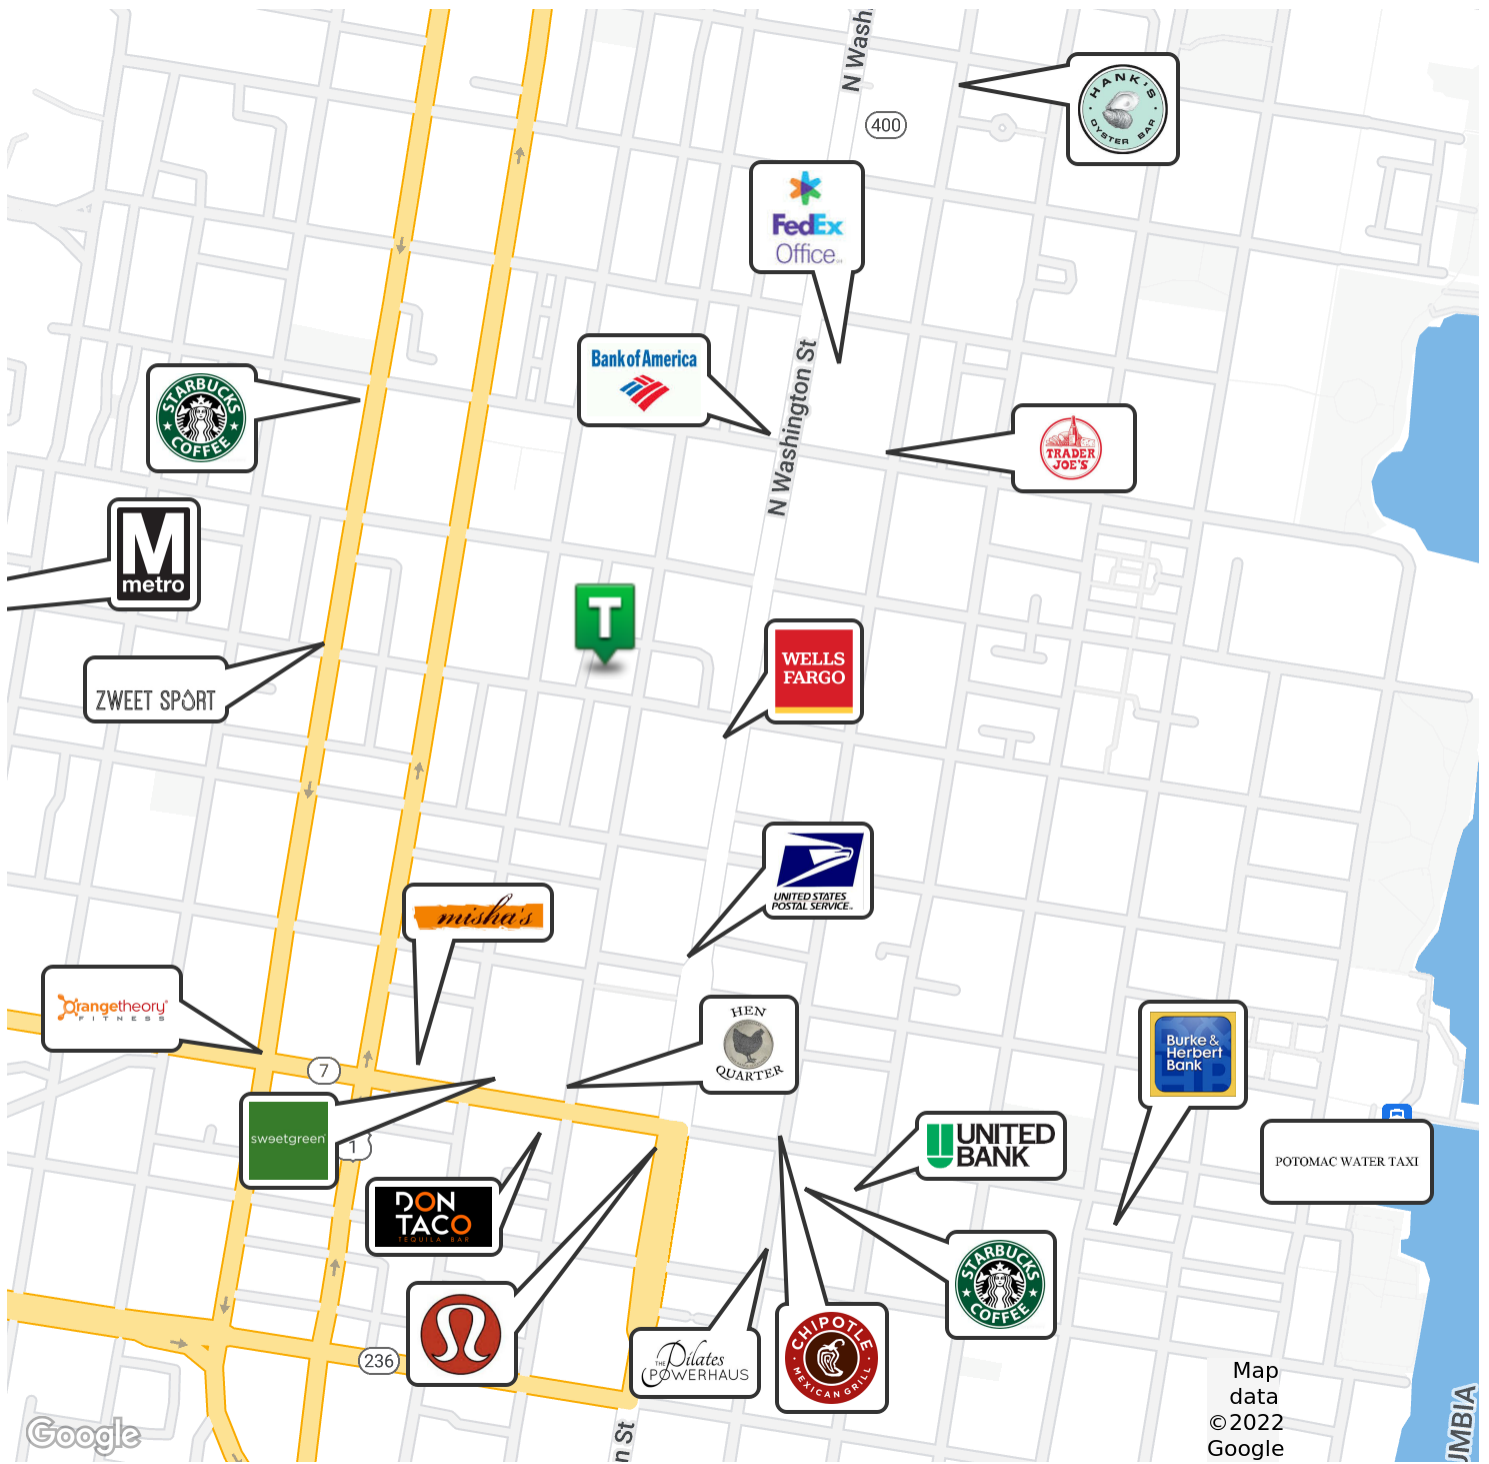 N Wash
HANK'S
OYSTER BAR
400
FedEx
Office
N Washington St
Bank of America
STARBUCKS
COFFEE
TRADER
JOE'S
M
metro
T
WELLS
FARGO
ZWEET SPORT
UNITED STATES
POSTAL SERVICE
misha's
Orangetheory
FITNESS
HEN
QUARTER
7
Burke &
Herbert
Bank
sweetgreen
1
UNITED
BANK
POTOMAC WATER TAXI
DON
TACO
TEQUILA BAR
STARBUCKS
COFFEE
THE Pilates
POWERHAUS
CHIPOTLE
MEXICAN GRILL
236
Map
data
©2022
Google
Google
n St
UMBIA